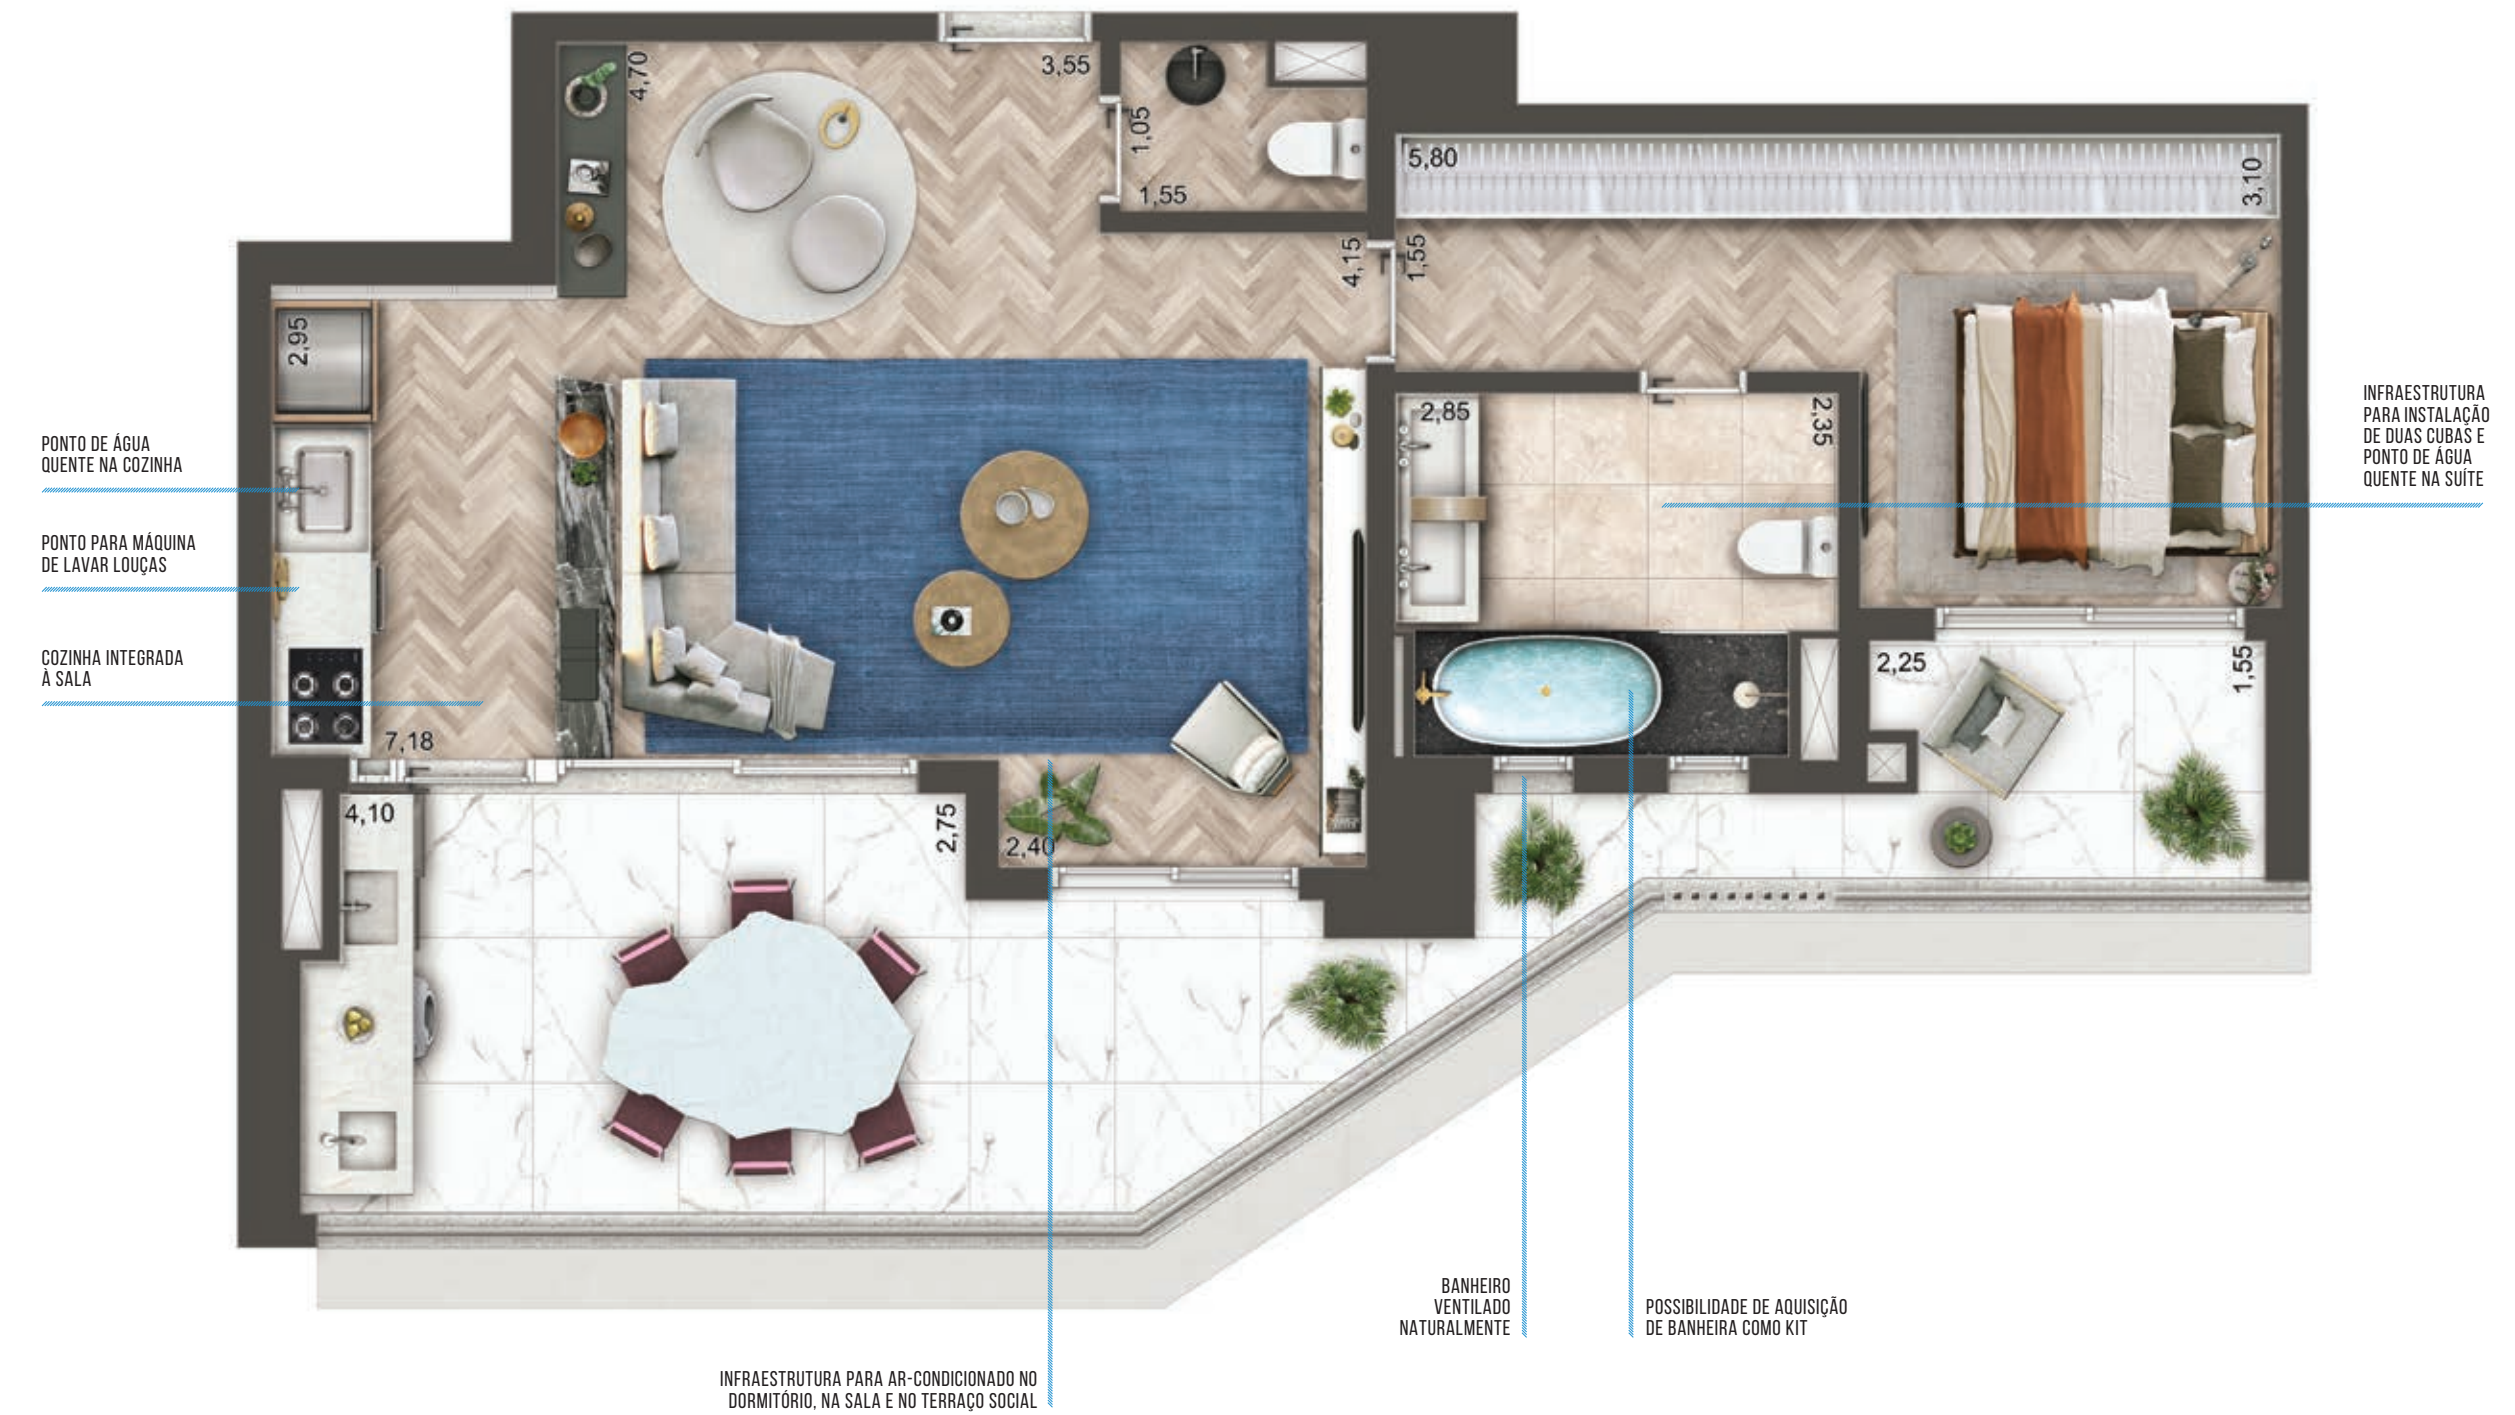 3,55
4,70
1,05
1,55
5,80
3,10
4,15
1,55
2,95
2,85
2,35
INFRAESTRUTURA
PARA INSTALAÇÃO
DE DUAS CUBAS E
PONTO DE ÁGUA
QUENTE NA SUÍTE
PONTO DE ÁGUA
QUENTE NA COZINHA
PONTO PARA MÁQUINA
DE LAVAR LOUÇAS
COZINHA INTEGRADA
À SALA
2,25
1,55
7,18
4,10
2,75
2,40
BANHEIRO
VENTILADO
NATURALMENTE
POSSIBILIDADE DE AQUISIÇÃO
DE BANHEIRA COMO KIT
INFRAESTRUTURA PARA AR-CONDICIONADO NO
DORMITÓRIO, NA SALA E NO TERRAÇO SOCIAL